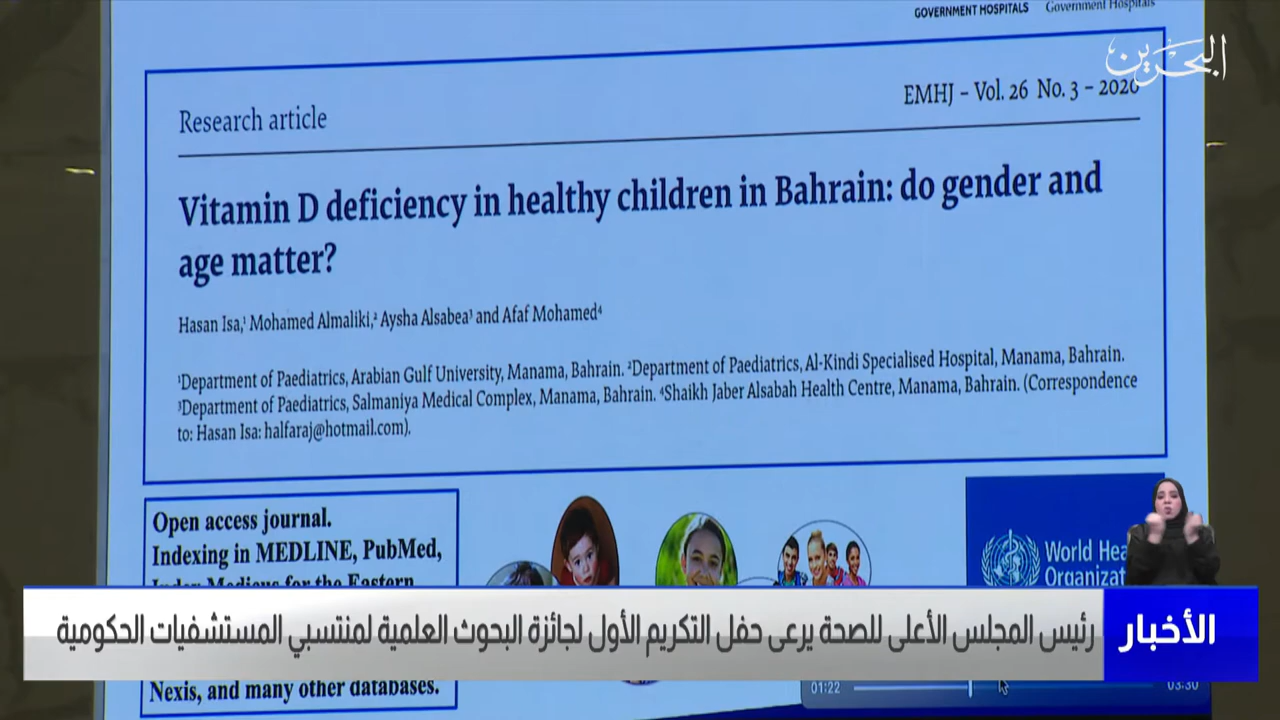 GOVERNMENT HOSPITALS Government Hospitals
البحرين
EMHJ – Vol. 26 No. 3 – 2020
Research article
Vitamin D deficiency in healthy children in Bahrain: do gender and
age matter?
Hasan Isa,¹ Mohamed Almaliki,² Aysha Alsabea³ and Afaf Mohamed⁴
¹Department of Paediatrics, Arabian Gulf University, Manama, Bahrain. ²Department of Paediatrics, Al-Kindi Specialised Hospital, Manama, Bahrain.
³Department of Paediatrics, Salmaniya Medical Complex, Manama, Bahrain. ⁴Shaikh Jaber Alsabah Health Centre, Manama, Bahrain. (Correspondence
to: Hasan Isa: halfaraj@hotmail.com).
Open access journal.
Indexing in MEDLINE, PubMed,
Index Medicus for the Eastern
World Hea
Organizat
الأخبار
رئيس المجلس الأعلى للصحة يرعى حفل التكريم الأول لجائزة البحوث العلمية لمنتسبي المستشفيات الحكومية
Nexis, and many other databases.
01:22
03:30